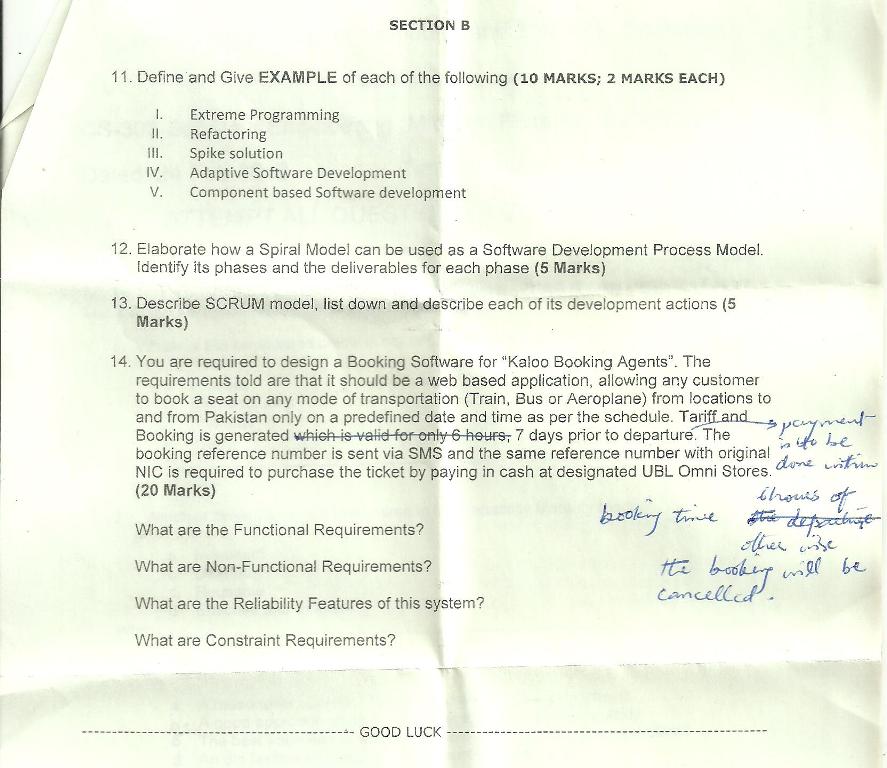 SECTION B
11. Define and Give EXAMPLE of each of the following (10 MARKS; 2 MARKS EACH)
I. Extreme Programming
II. Refactoring
III. Spike solution
IV. Adaptive Software Development
V. Component based Software development
12. Elaborate how a Spiral Model can be used as a Software Development Process Model.
Identify its phases and the deliverables for each phase (5 Marks)
13. Describe SCRUM model, list down and describe each of its development actions (5
Marks)
14. You are required to design a Booking Software for “Kaloo Booking Agents”. The
requirements told are that it should be a web based application, allowing any customer
to book a seat on any mode of transportation (Train, Bus or Aeroplane) from locations to
and from Pakistan only on a predefined date and time as per the schedule. Tariff and
Booking is generated which is valid for only 6 hours, 7 days prior to departure. The
booking reference number is sent via SMS and the same reference number with original
NIC is required to purchase the ticket by paying in cash at designated UBL Omni Stores.
(20 Marks)
payment
is to be
done within
6hours of
booking time the departure
other wise
the booking will be
cancelled.
What are the Functional Requirements?
What are Non-Functional Requirements?
What are the Reliability Features of this system?
What are Constraint Requirements?
GOOD LUCK